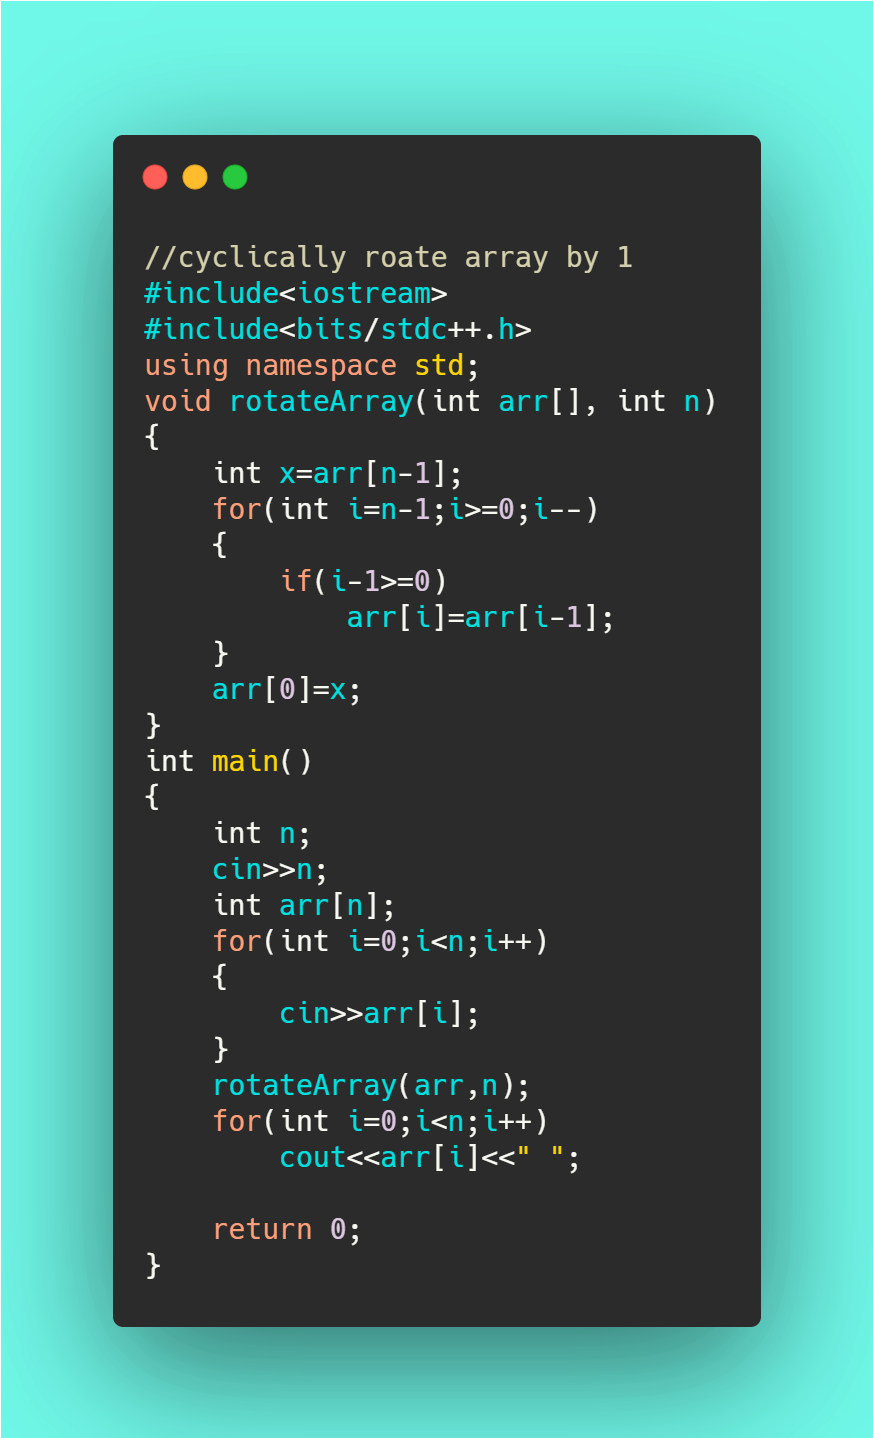 //cyclically roate array by 1
#include<iostream>
#include<bits/stdc++.h>
using namespace std;
void rotateArray(int arr[], int n)
{
    int x=arr[n-1];
    for(int i=n-1;i>=0;i--)
    {
        if(i-1>=0)
            arr[i]=arr[i-1];
    }
    arr[0]=x;
}
int main()
{
    int n;
    cin>>n;
    int arr[n];
    for(int i=0;i<n;i++)
    {
        cin>>arr[i];
    }
    rotateArray(arr,n);
    for(int i=0;i<n;i++)
        cout<<arr[i]<<" ";

    return 0;
}